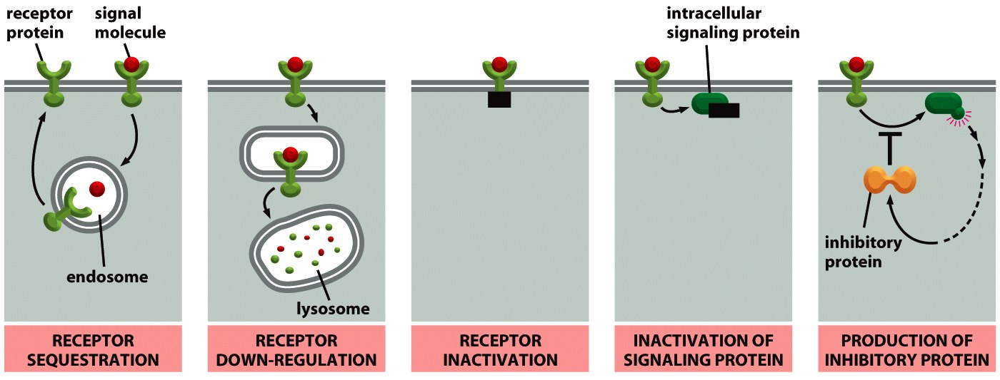 receptor
protein
signal
molecule
endosome
RECEPTOR
SEQUESTRATION
lysosome
RECEPTOR
DOWN-REGULATION
RECEPTOR
INACTIVATION
intracellular
signaling protein
INACTIVATION OF
SIGNALING PROTEIN
inhibitory
protein
PRODUCTION OF
INHIBITORY PROTEIN